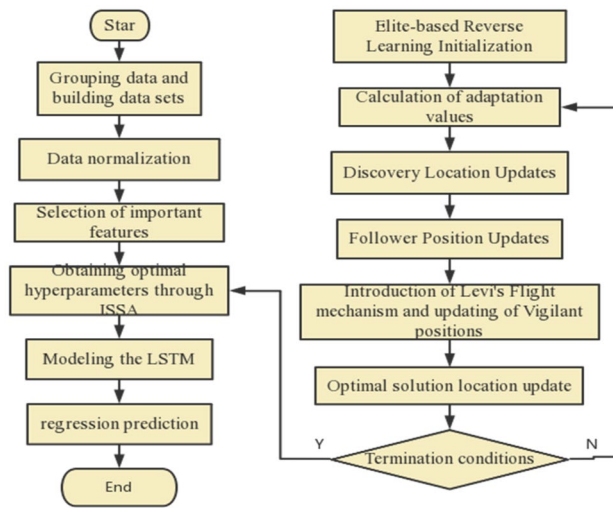 Star
Grouping data and
building data sets
Data normalization
Selection of important
features
Obtaining optimal
hyperparameters through
ISSA
Modeling the LSTM
regression prediction
End
Elite-based Reverse
Learning Initialization
Calculation of adaptation
values
Discovery Location Updates
Follower Position Updates
Introduction of Levi's Flight
mechanism and updating of Vigilant
positions
Optimal solution location update
Y
Termination conditions
N